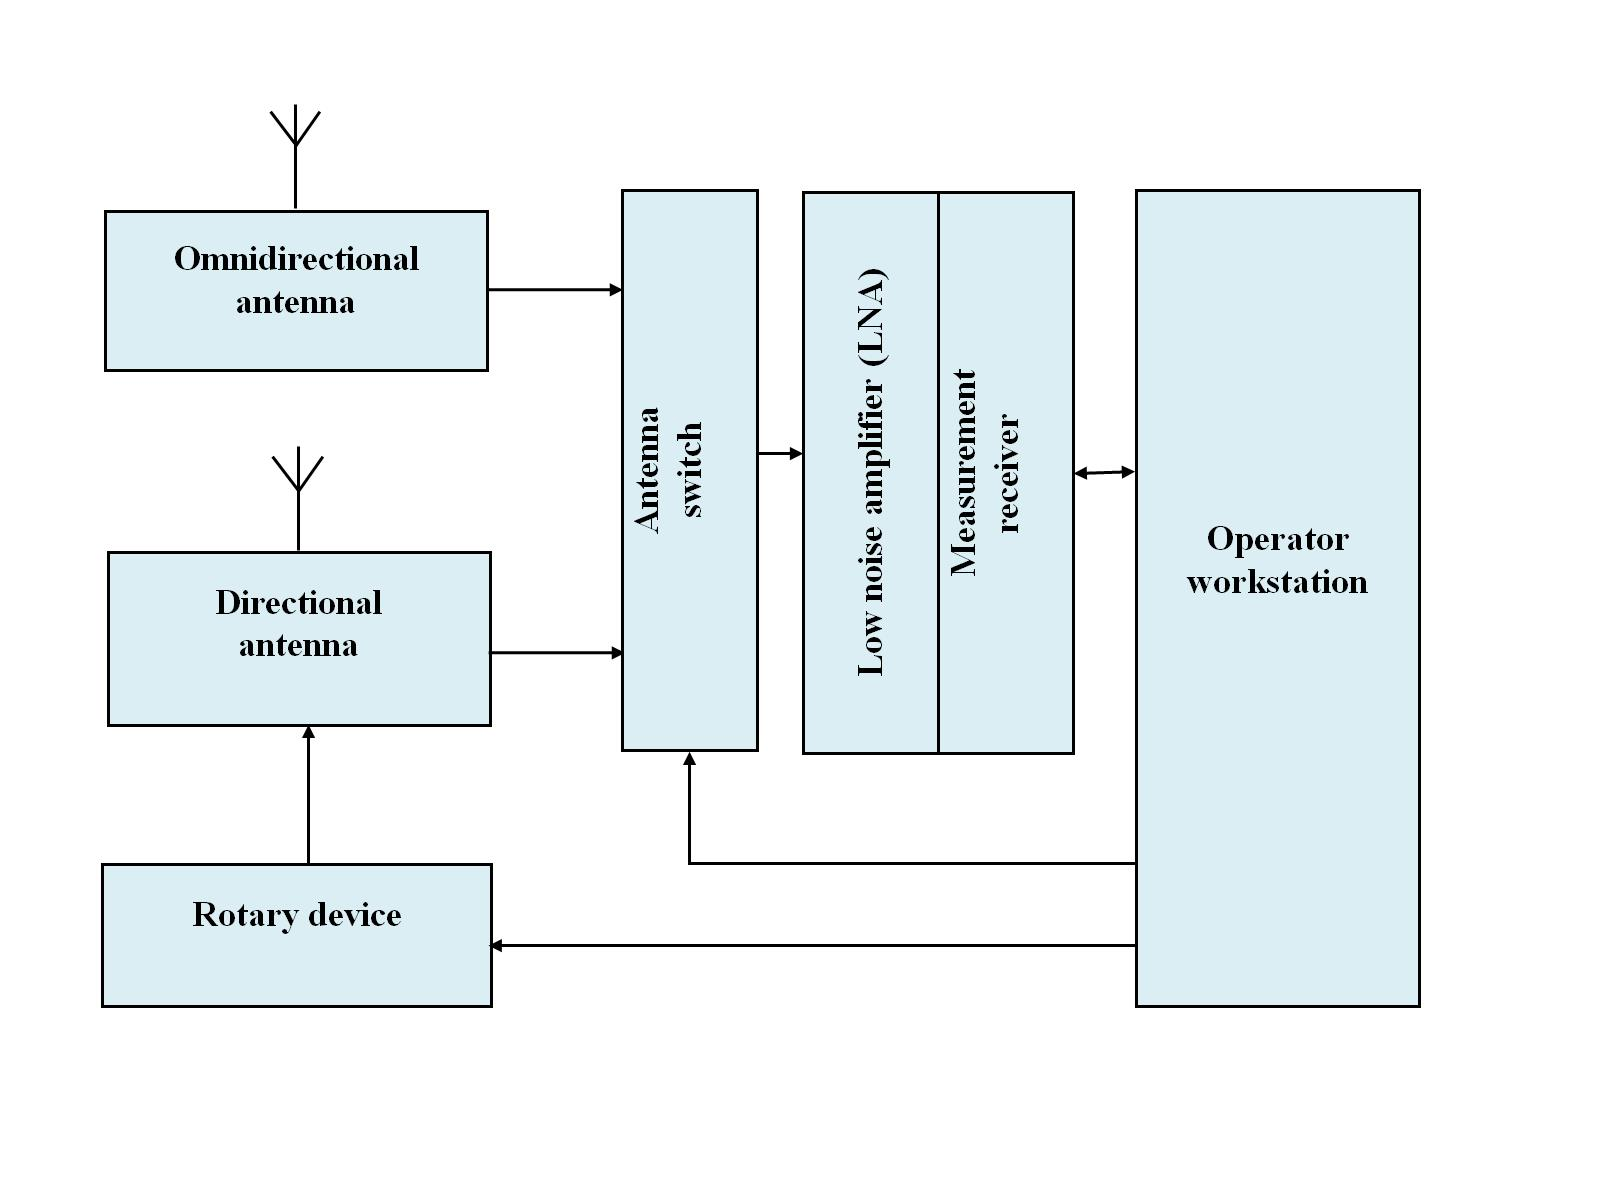 Omnidirectional
antenna
Directional
antenna
Rotary device
Antenna
switch
Low noise amplifier (LNA)
Measurement
receiver
Operator
workstation